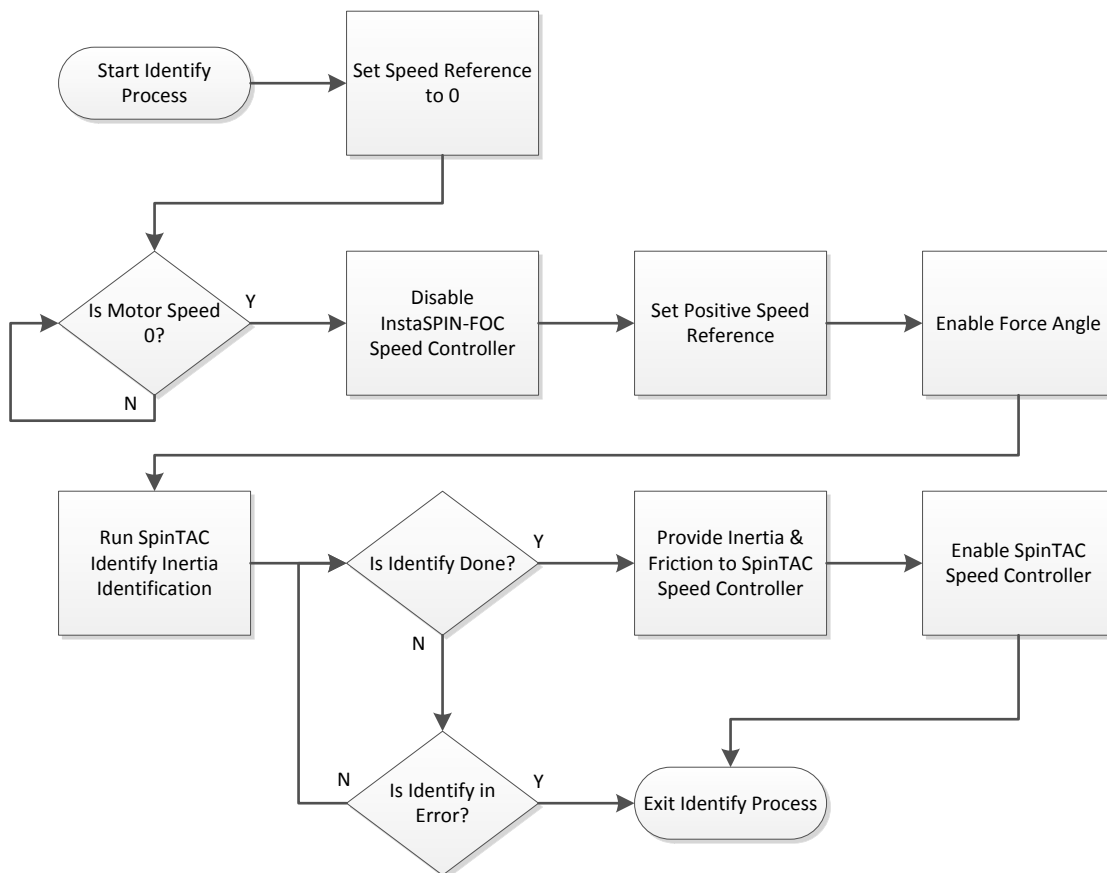 Start Identify
Process
Set Speed Reference
to 0
Is Motor Speed
0?
Y
N
Disable
InstaSPIN-FOC
Speed Controller
Set Positive Speed
Reference
Enable Force Angle
Run SpinTAC
Identify Inertia
Identification
Is Identify Done?
Y
N
Provide Inertia &
Friction to SpinTAC
Speed Controller
Enable SpinTAC
Speed Controller
Is Identify in
Error?
N
Y
Exit Identify Process